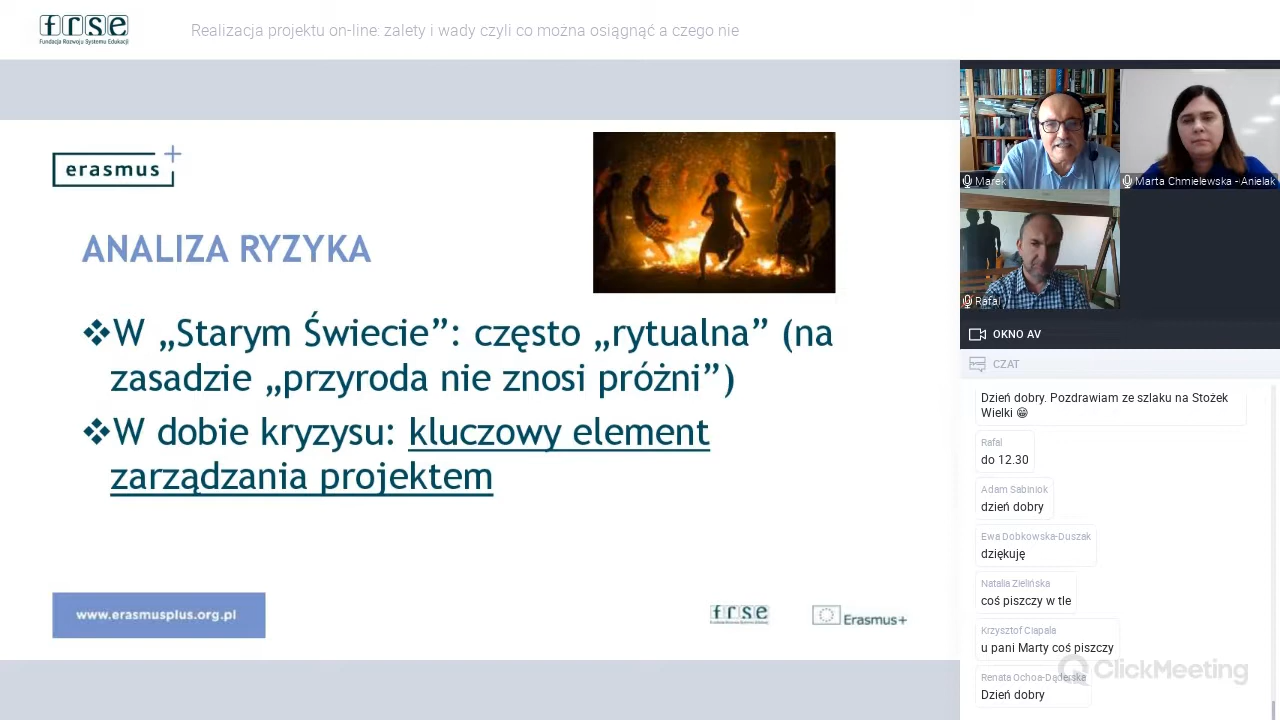 frse
Fundacja Rozwoju Systemu Edukacji
Realizacja projektu on-line: zalety i wady czyli co można osiągnąć a czego nie
erasmus+
ANALIZA RYZYKA
❖W „Starym Świecie”: często „rytualna” (na
zasadzie „przyroda nie znosi próżni”)
❖W dobie kryzysu: kluczowy element
zarządzania projektem
www.erasmusplus.org.pl
frse
Erasmus+
Marek
Marta Chmielewska - Anielak
Rafal
OKNO AV
CZAT
Dzień dobry. Pozdrawiam ze szlaku na Stożek
Wielki 😁
Rafal
do 12.30
Adam Sabiniok
dzień dobry
Ewa Dobkowska-Duszak
dziękuję
Natalia Zielińska
coś piszczy w tle
Krzysztof Ciapała
u pani Marty coś piszczy
Renata Ochoa-Dąderska
Dzień dobry
ClickMeeting